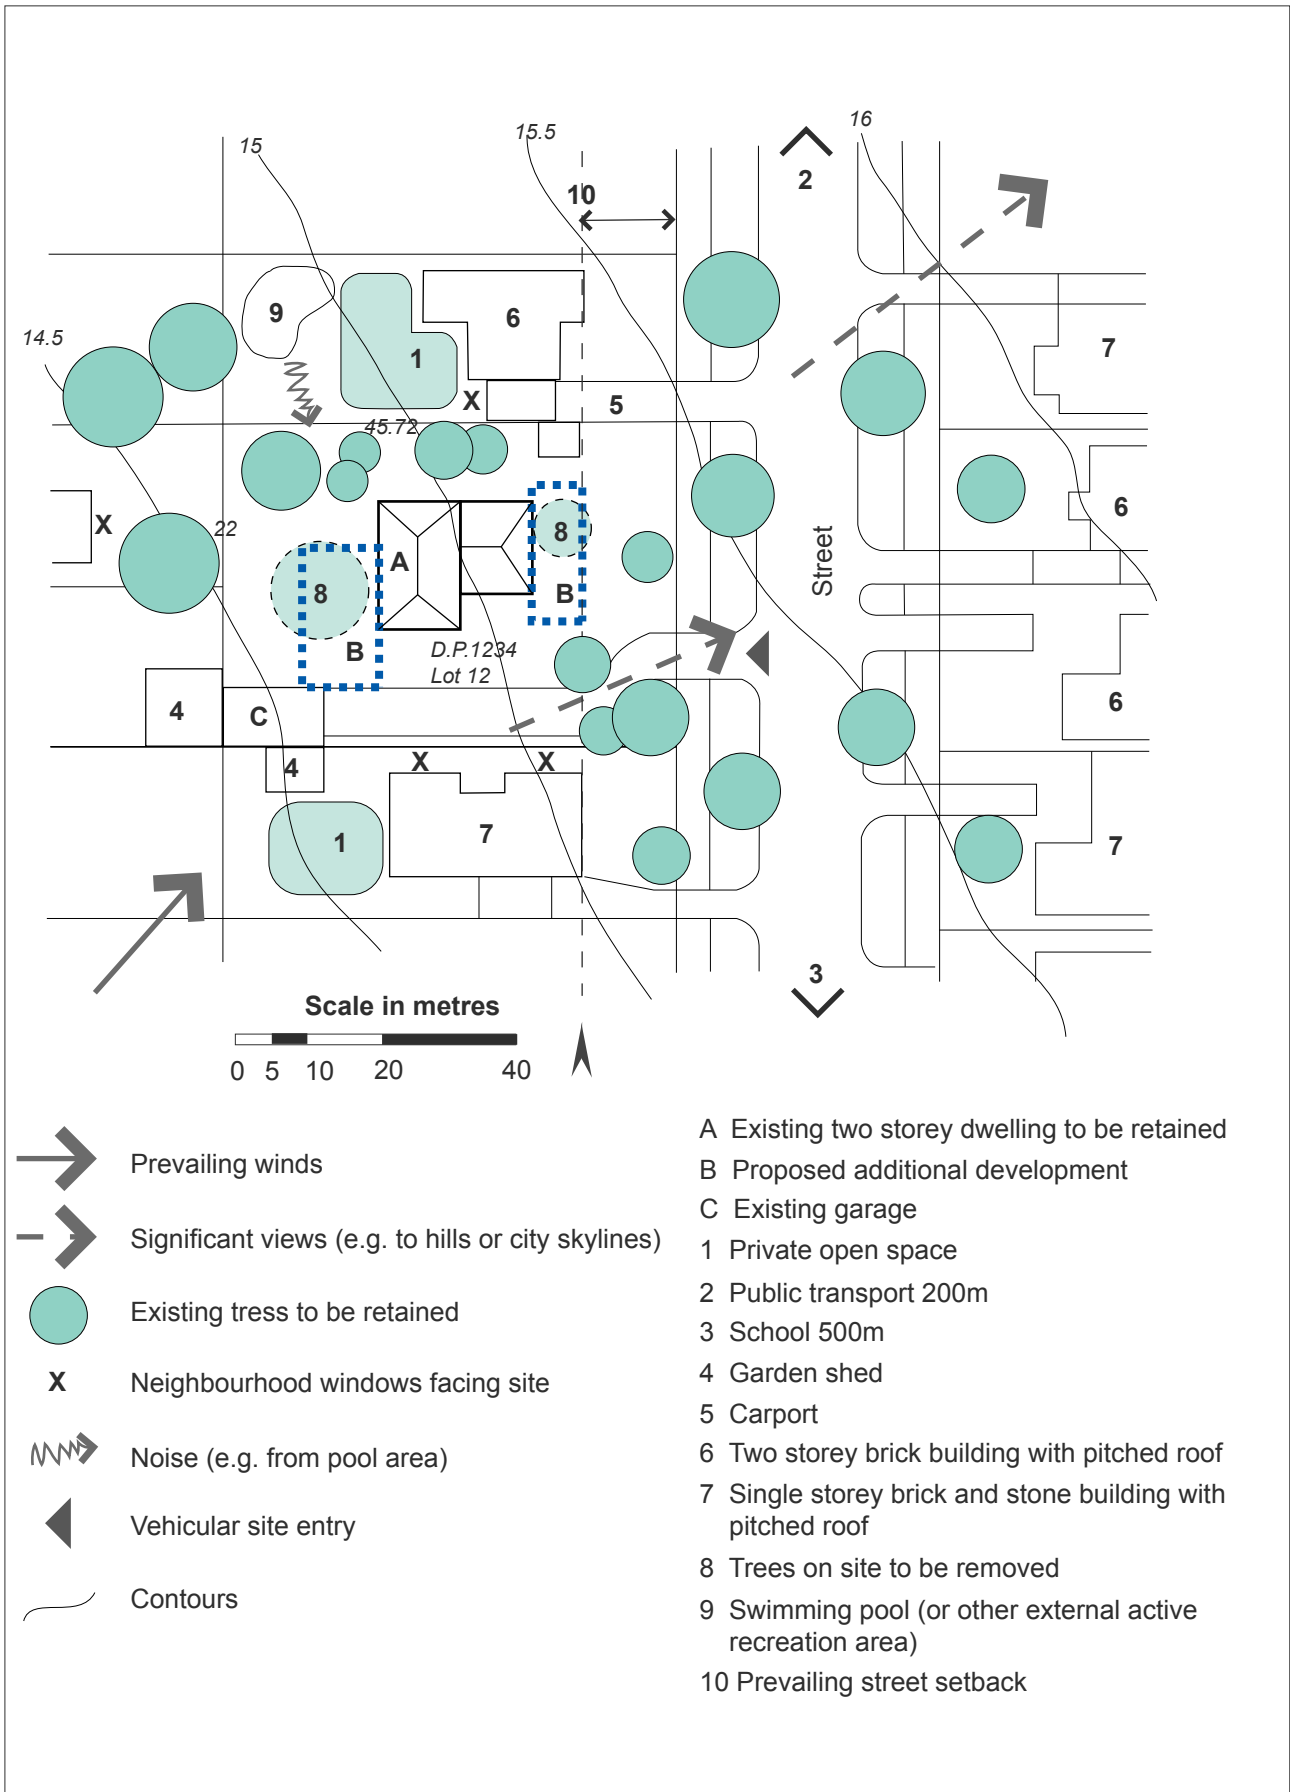 16
15.5
15
2
10
9
6
14.5
1
7
X
5
45.72
X
22
8
A
8
B
B
Street
6
D.P.1234
Lot 12
4
C
6
4
X
X
1
7
7
3
Scale in metres
0 5 10 20 40
Prevailing winds
Significant views (e.g. to hills or city skylines)
Existing tress to be retained
X Neighbourhood windows facing site
Noise (e.g. from pool area)
Vehicular site entry
Contours
A Existing two storey dwelling to be retained
B Proposed additional development
C Existing garage
1 Private open space
2 Public transport 200m
3 School 500m
4 Garden shed
5 Carport
6 Two storey brick building with pitched roof
7 Single storey brick and stone building with
pitched roof
8 Trees on site to be removed
9 Swimming pool (or other external active
recreation area)
10 Prevailing street setback